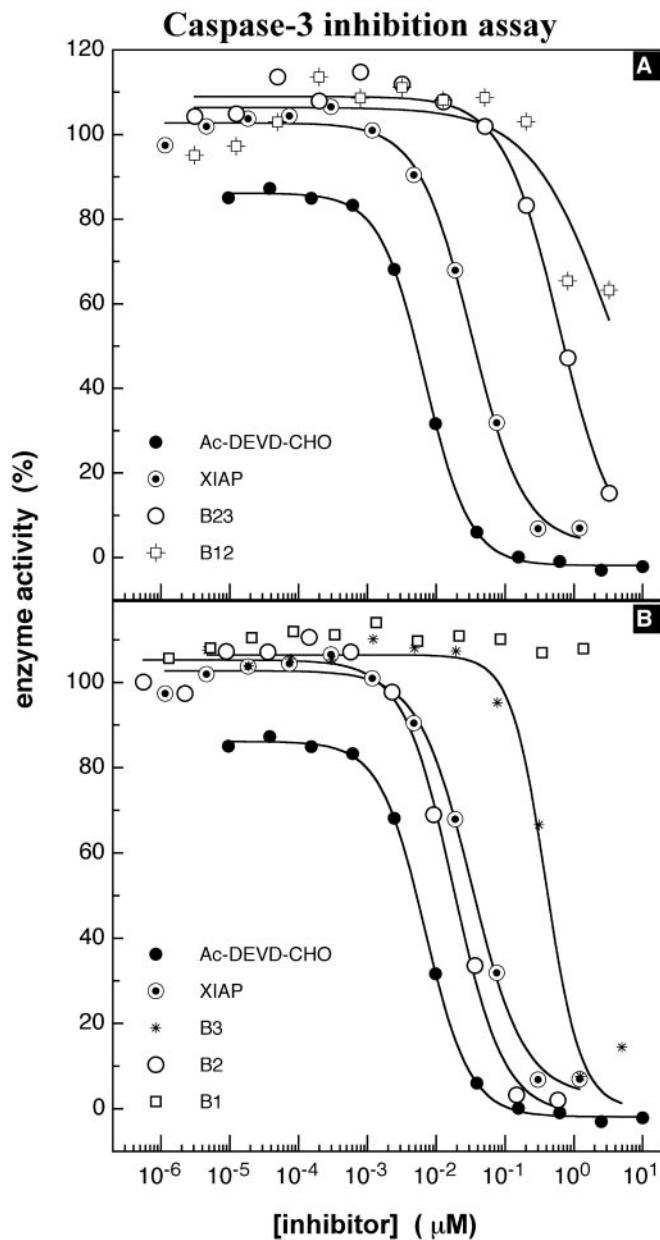 Caspase-3 inhibition assay
A
120
100
80
60
40
20
0
Ac-DEVD-CHO
XIAP
B23
B12
enzyme activity (%)
B
100
80
60
40
20
0
Ac-DEVD-CHO
XIAP
B3
B2
B1
10-6 10-5 10-4 10-3 10-2 10-1 100 101
[inhibitor] ( μM)